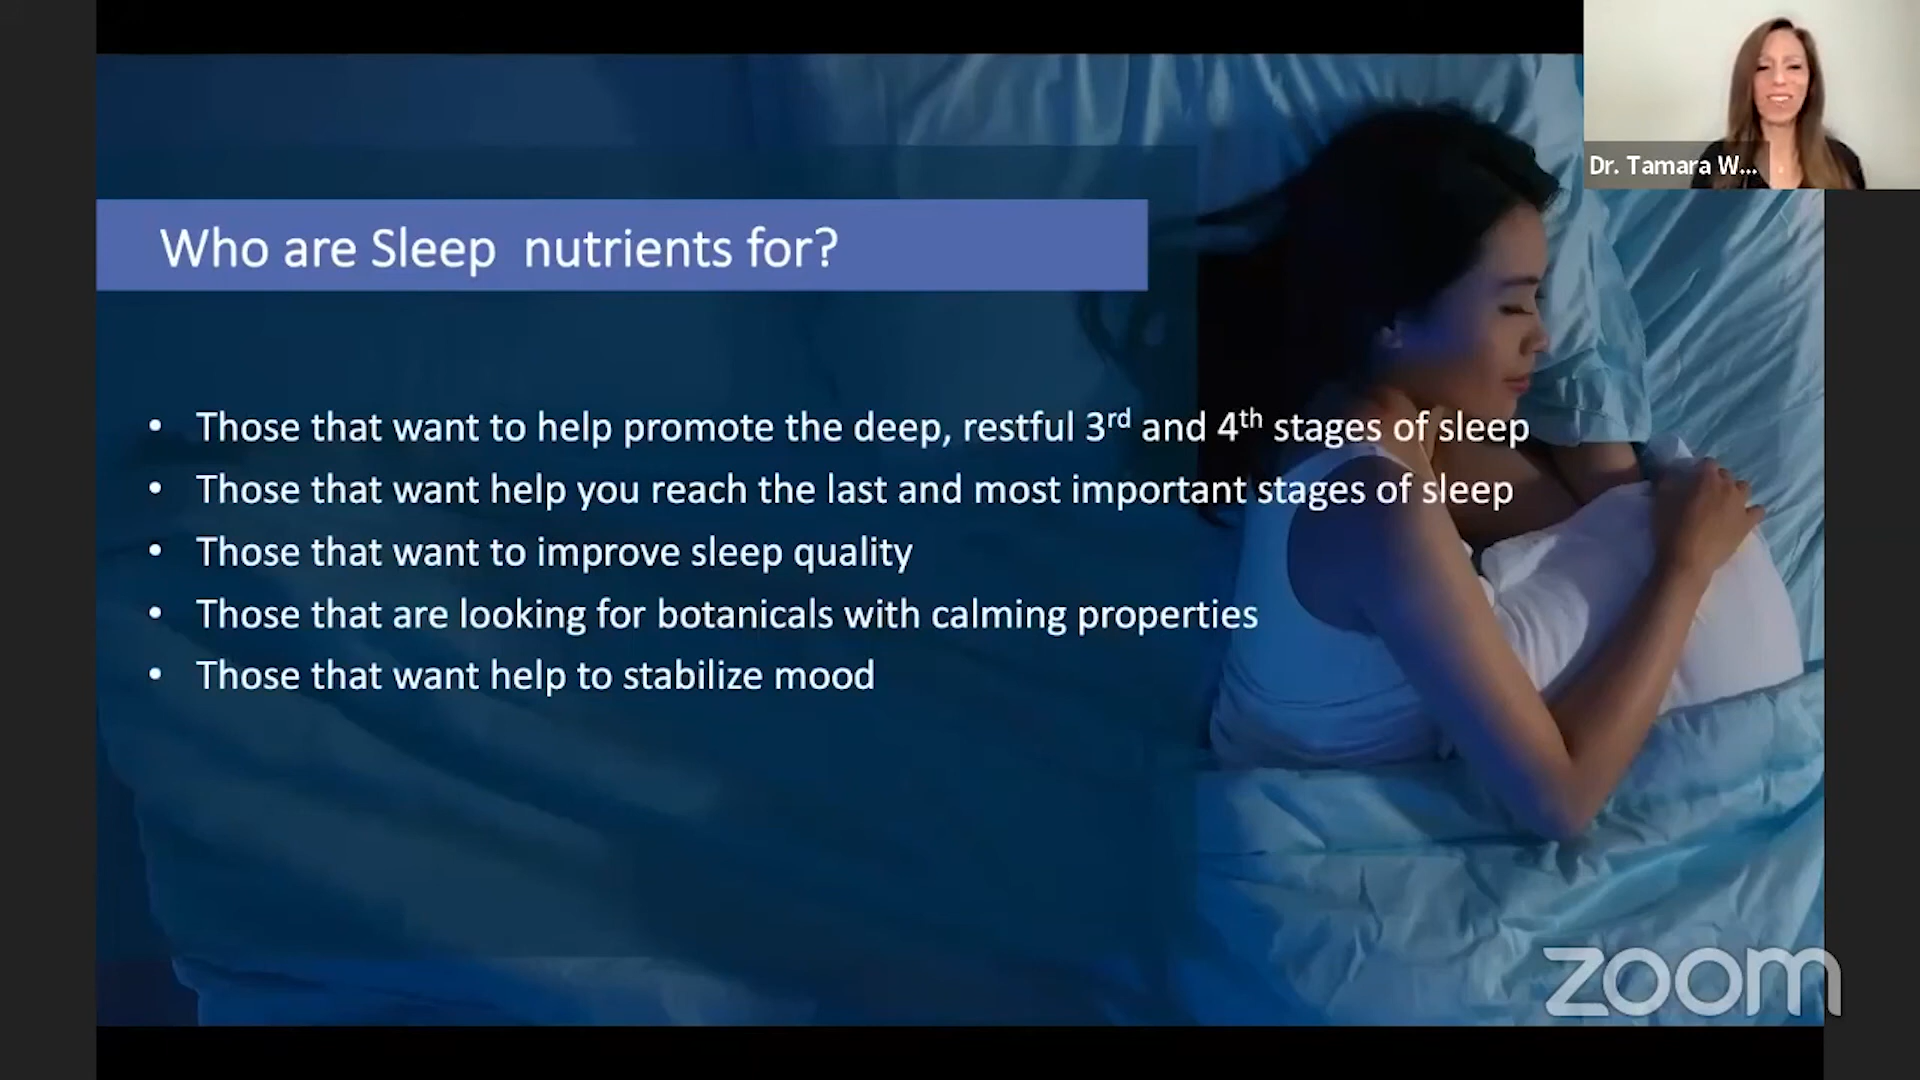 Dr. Tamara W...
Who are Sleep nutrients for?
• Those that want to help promote the deep, restful 3rd and 4th stages of sleep
• Those that want help you reach the last and most important stages of sleep
• Those that want to improve sleep quality
• Those that are looking for botanicals with calming properties
• Those that want help to stabilize mood
zoom